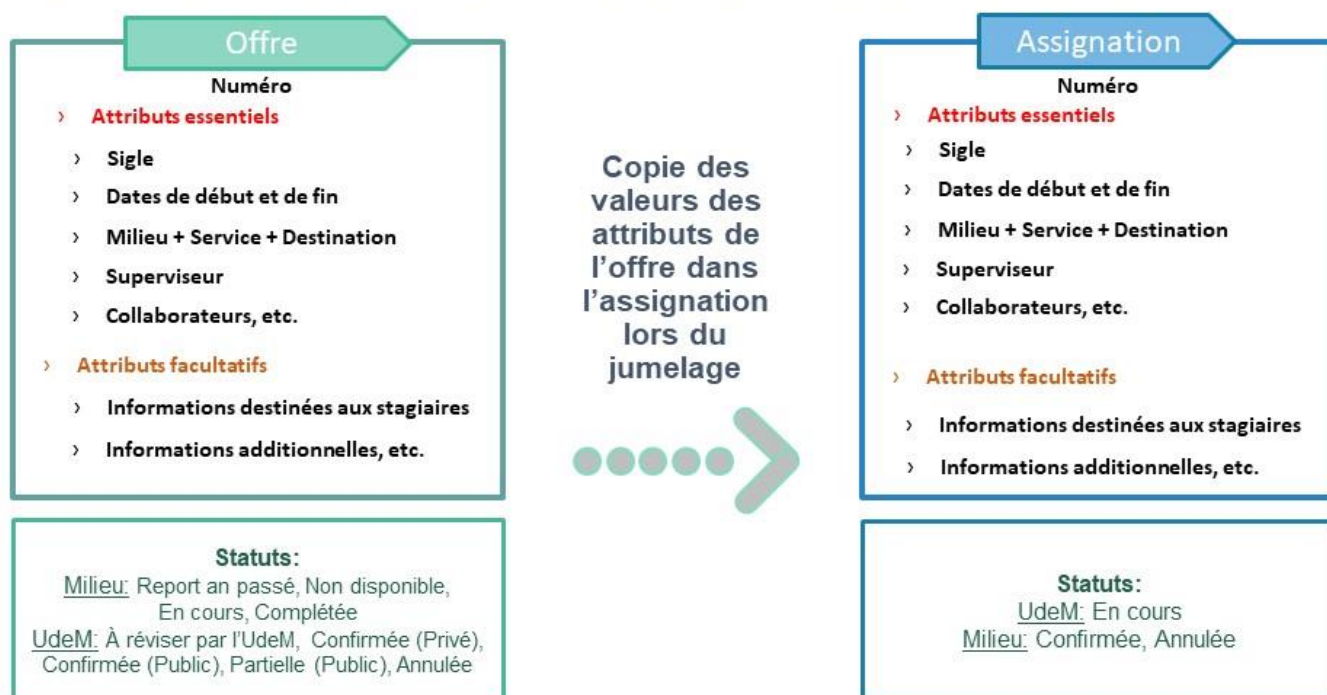 Offre
Numéro
› Attributs essentiels
› Sigle
› Dates de début et de fin
› Milieu + Service + Destination
› Superviseur
› Collaborateurs, etc.
› Attributs facultatifs
› Informations destinées aux stagiaires
› Informations additionnelles, etc.
Statuts:
Milieu: Report an passé, Non disponible,
En cours, Complétée
UdeM: À réviser par l'UdeM, Confirmée (Privé),
Confirmée (Public), Partielle (Public), Annulée
Copie des
valeurs des
attributs de
l'offre dans
l'assignation
lors du
jumelage
Assignation
Numéro
› Attributs essentiels
› Sigle
› Dates de début et de fin
› Milieu + Service + Destination
› Superviseur
› Collaborateurs, etc.
› Attributs facultatifs
› Informations destinées aux stagiaires
› Informations additionnelles, etc.
Statuts:
UdeM: En cours
Milieu: Confirmée, Annulée